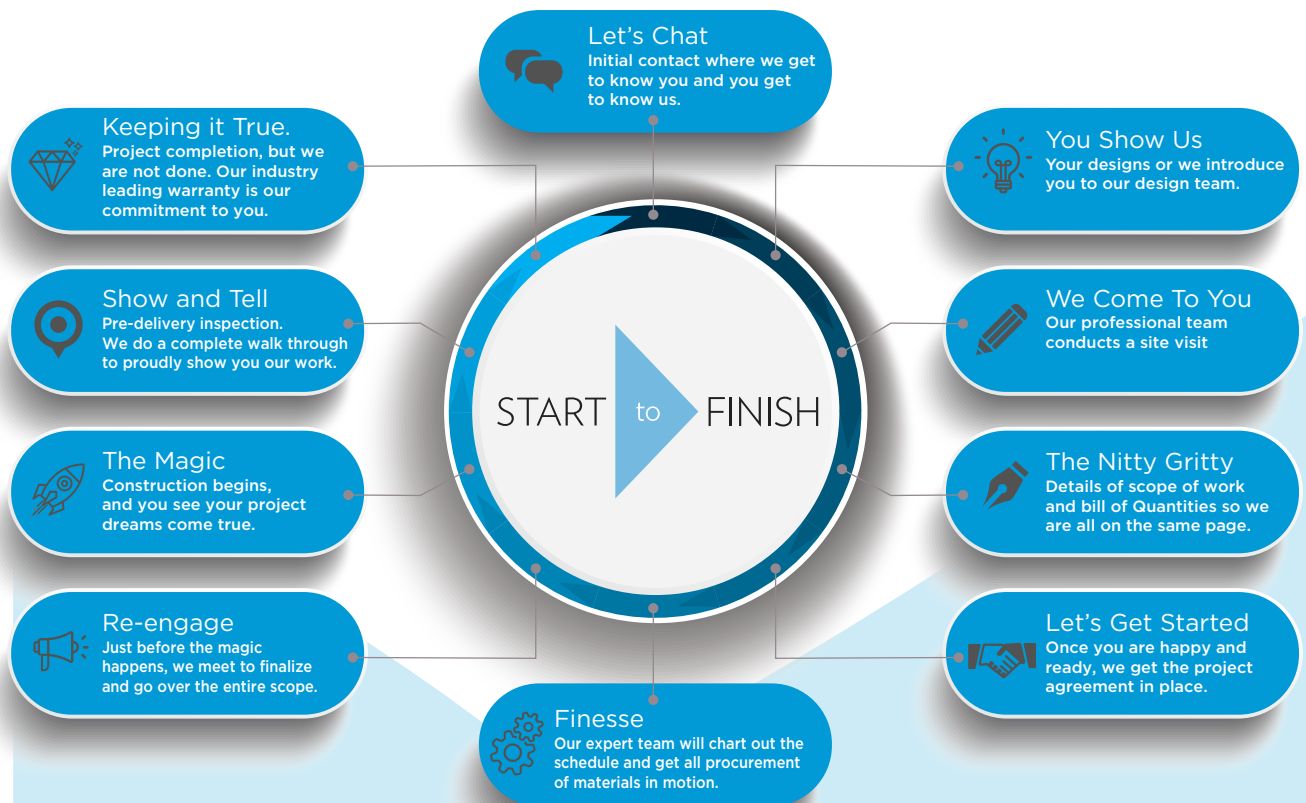 Let's Chat
Initial contact where we get
to know you and you get
to know us.
You Show Us
Your designs or we introduce
you to our design team.
We Come To You
Our professional team
conducts a site visit
The Nitty Gritty
Details of scope of work
and bill of Quantities so we
are all on the same page.
Let's Get Started
Once you are happy and
ready, we get the project
agreement in place.
Finesse
Our expert team will chart out the
schedule and get all procurement
of materials in motion.
Re-engage
Just before the magic
happens, we meet to finalize
and go over the entire scope.
The Magic
Construction begins,
and you see your project
dreams come true.
Show and Tell
Pre-delivery inspection.
We do a complete walk through
to proudly show you our work.
Keeping it True.
Project completion, but we
are not done. Our industry
leading warranty is our
commitment to you.
START to FINISH